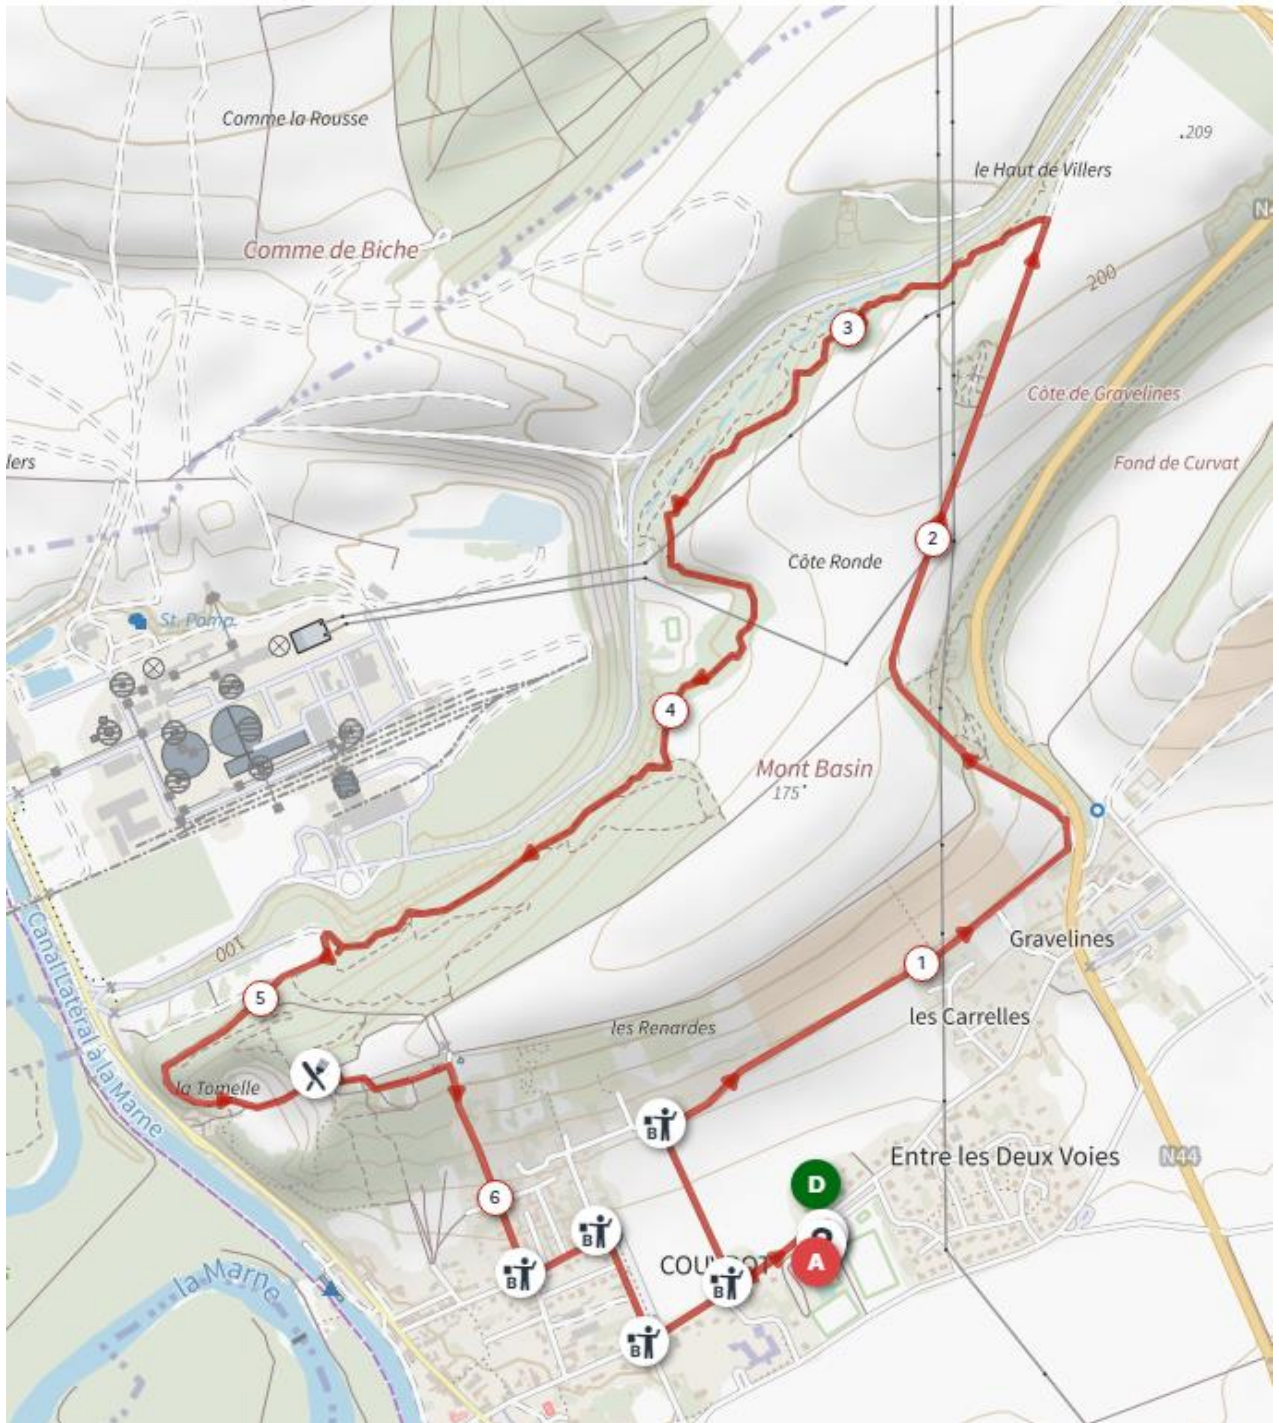 Comme la Rousse
.209
le Haut de Villers
N4
Comme de Biche
200
3
Côte de Gravelines
lers
Fond de Curvat
2
Côte Ronde
St. Pomp.
4
Mont Basin
175
Canal Latéral à la Marne
100
Gravelines
1
5
les Carrelles
les Renardes
la Tomelle
B
Entre les Deux Voies
N44
D
6
B
B
COUVROT
A
la Marne
B
B